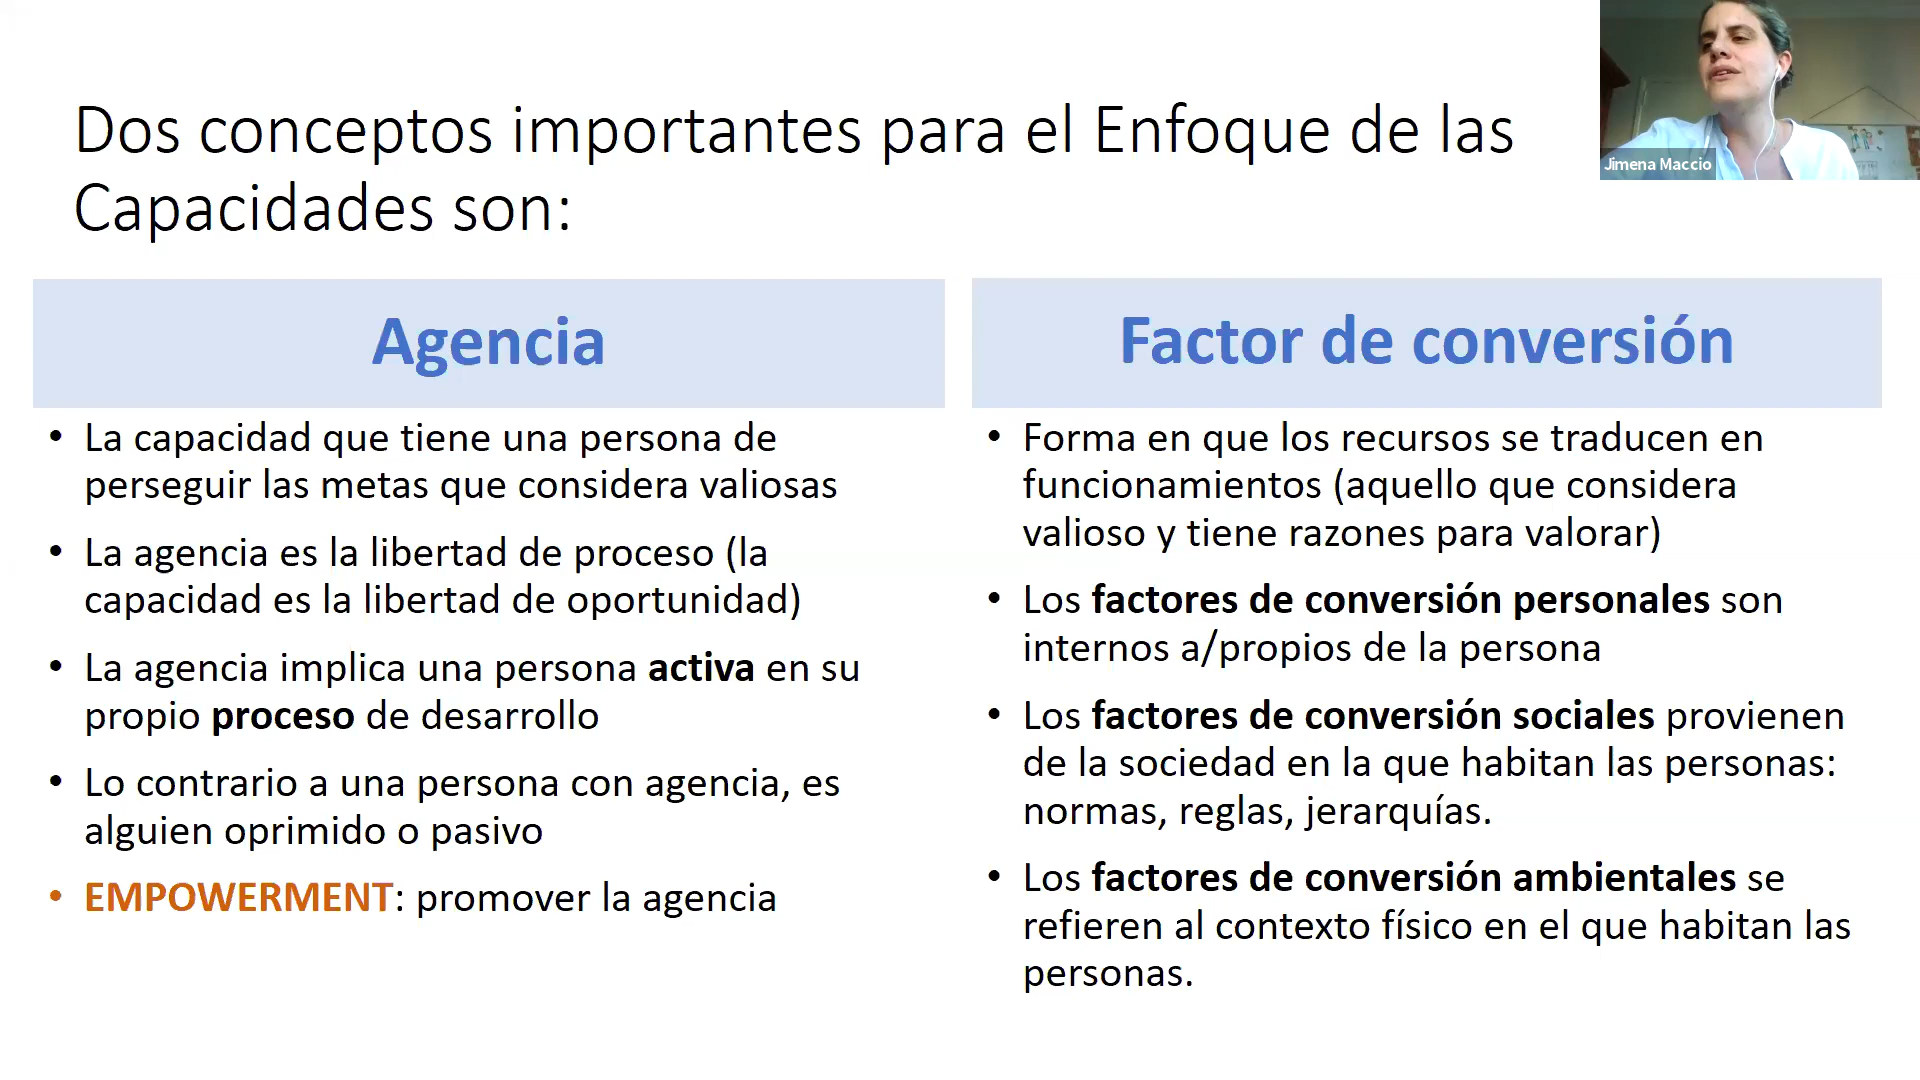 Dos conceptos importantes para el Enfoque de las
Capacidades son:
Jimena Maccio
Agencia
• La capacidad que tiene una persona de
perseguir las metas que considera valiosas
• La agencia es la libertad de proceso (la
capacidad es la libertad de oportunidad)
• La agencia implica una persona activa en su
propio proceso de desarrollo
• Lo contrario a una persona con agencia, es
alguien oprimido o pasivo
• EMPOWERMENT: promover la agencia
Factor de conversión
• Forma en que los recursos se traducen en
funcionamientos (aquello que considera
valioso y tiene razones para valorar)
• Los factores de conversión personales son
internos a/propios de la persona
• Los factores de conversión sociales provienen
de la sociedad en la que habitan las personas:
normas, reglas, jerarquías.
• Los factores de conversión ambientales se
refieren al contexto físico en el que habitan las
personas.